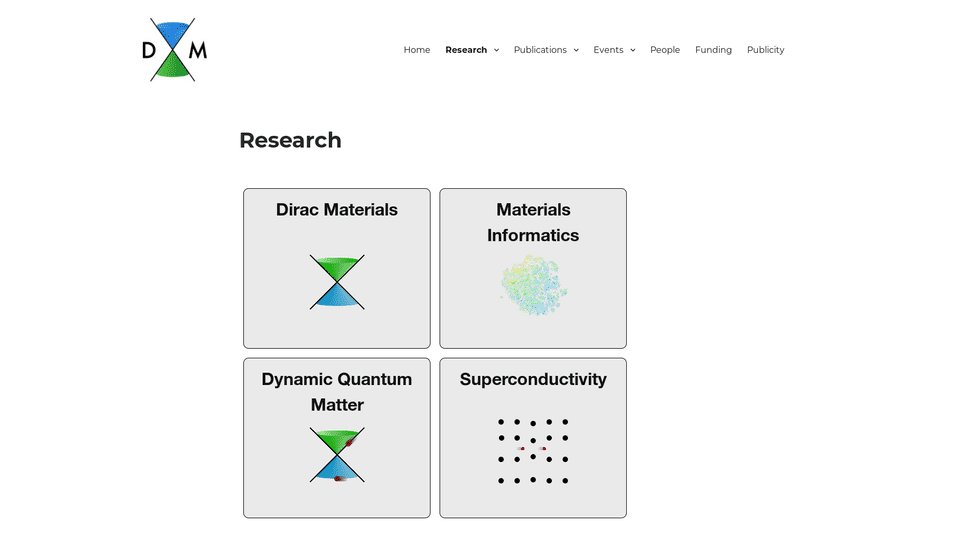 D M
Home Research Publications Events People Funding Publicity
Research
Dirac Materials
Materials
Informatics
Dynamic Quantum
Matter
Superconductivity